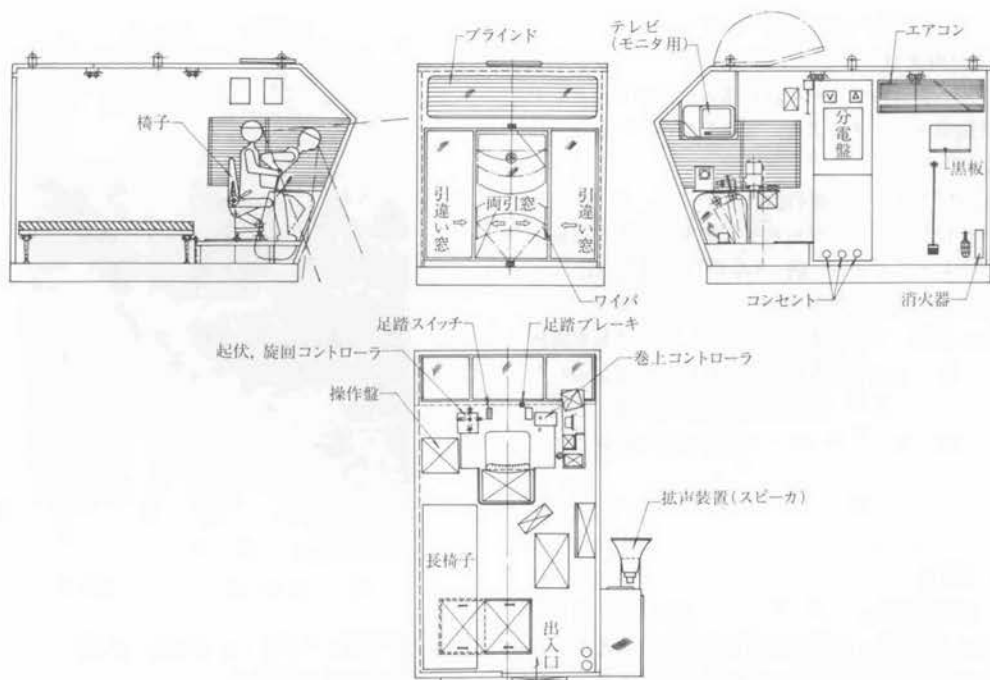 椅子
ブラインド
引違い窓
両引窓
引違い窓
ワイパ
テレビ
(モニタ用)
エアコン
分電盤
黒板
コンセント
消火器
足踏スイッチ
足踏ブレーキ
起伏, 旋回コントローラ
巻上コントローラ
操作盤
拡声装置(スピーカ)
長椅子
出入口